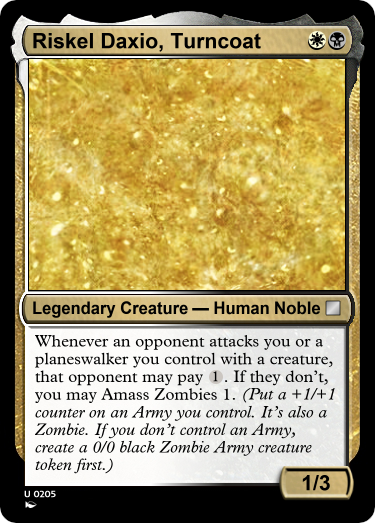 Riskel Daxio, Turncoat
Legendary Creature — Human Noble
Whenever an opponent attacks you or a
planeswalker you control with a creature,
that opponent may pay 1. If they don't,
you may Amass Zombies 1. (Put a +1/+1
counter on an Army you control. It's also a
Zombie. If you don't control an Army,
create a 0/0 black Zombie Army creature
token first.)
1/3
U 0205